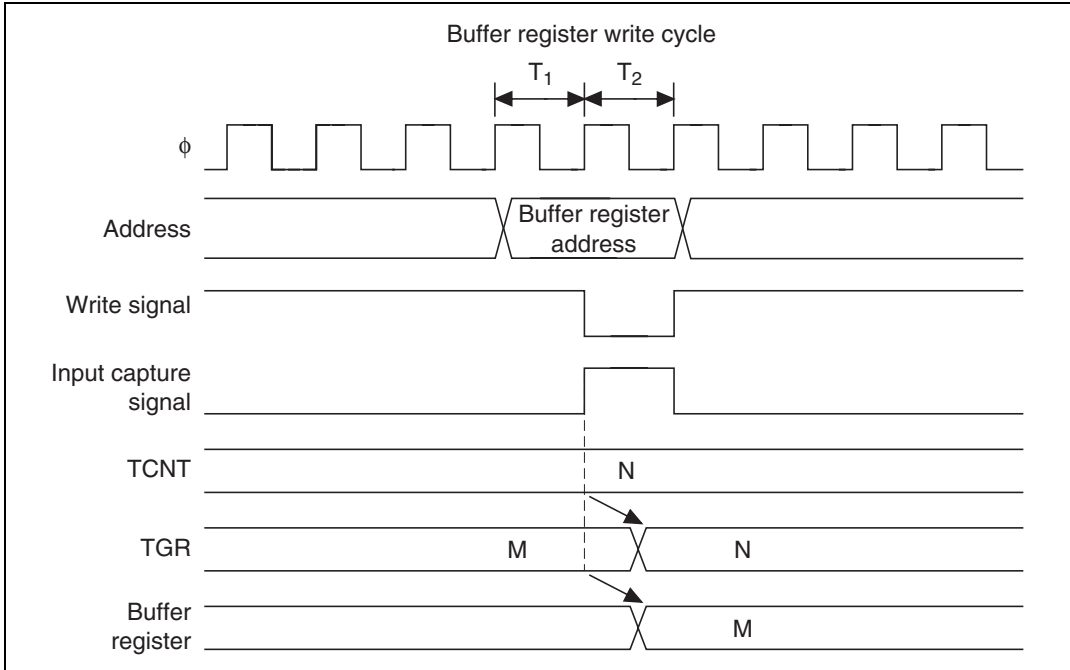 Buffer register write cycle
T1 T2
ϕ
Address
Buffer register
address
Write signal
Input capture
signal
TCNT
N
TGR
M N
Buffer
register
M